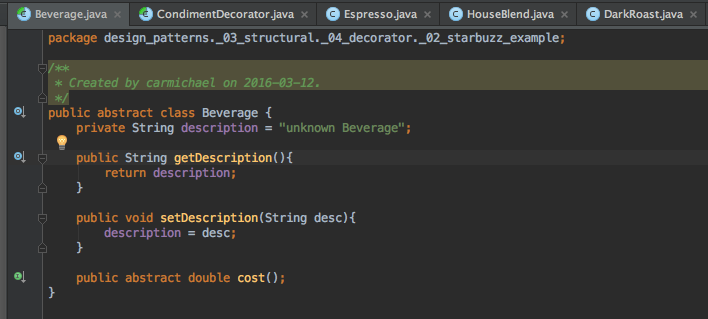 Beverage.java × CondimentDecorator.java × Espresso.java × HouseBlend.java × DarkRoast.java ×
package design_patterns._03_structural._04_decorator._02_starbuzz_example;
/**
* Created by carmichael on 2016-03-12.
*/
public abstract class Beverage {
private String description = "unknown Beverage";
public String getDescription(){
return description;
}
public void setDescription(String desc){
description = desc;
}
public abstract double cost();
}